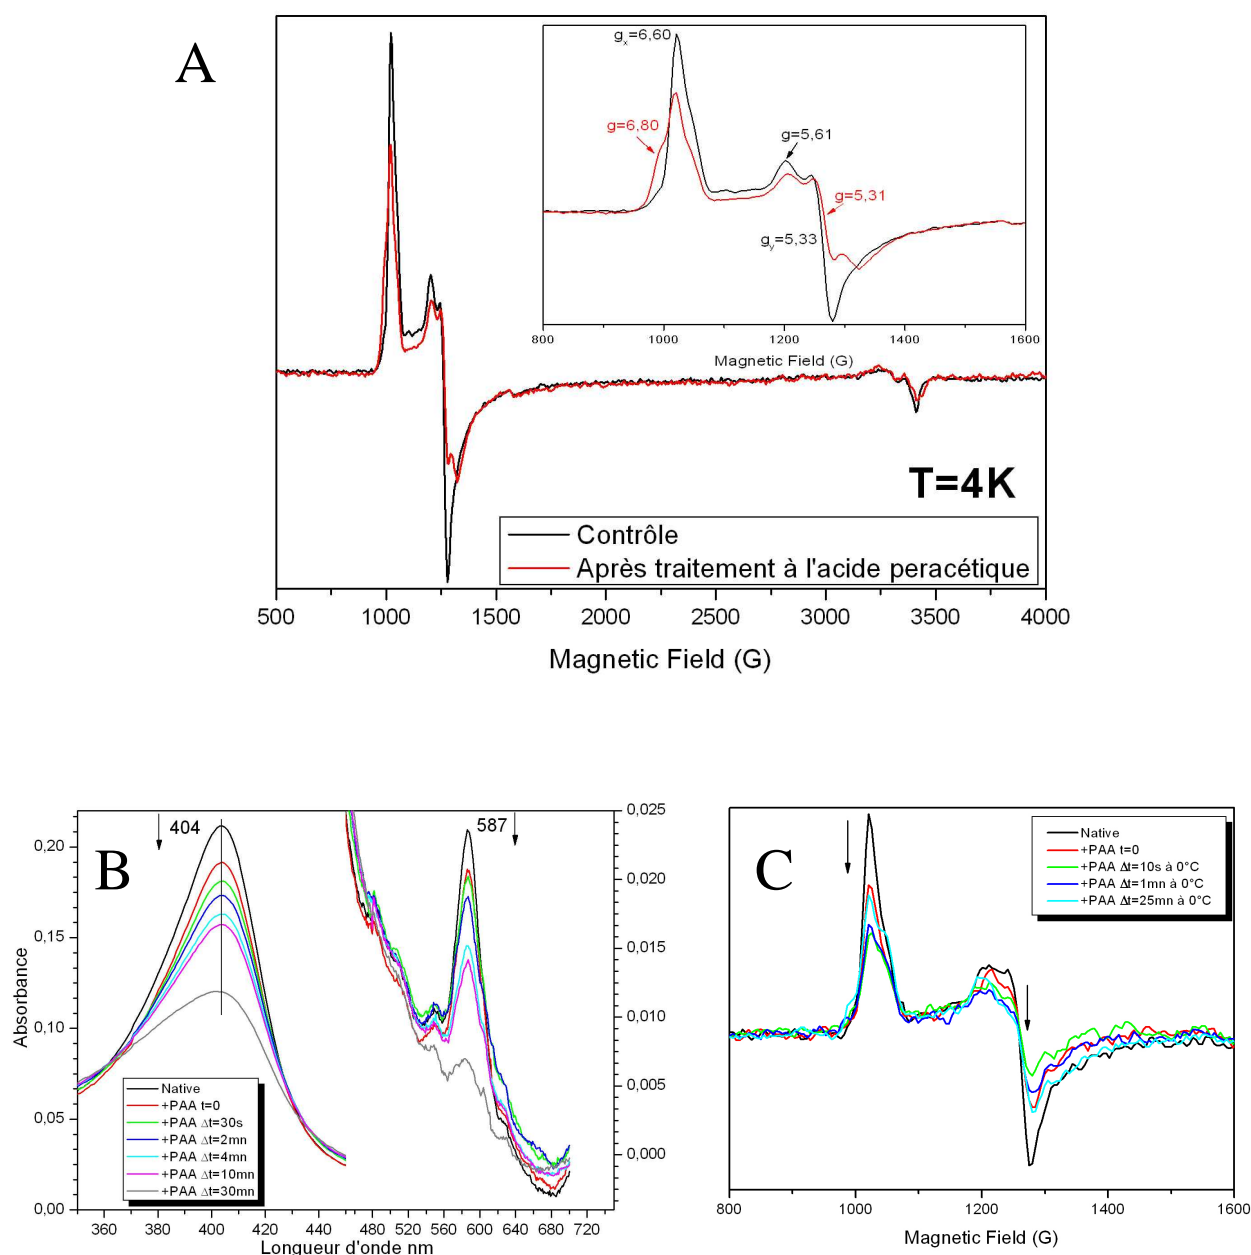 A
g_x=6,60
g=6,80
g=5,61
g=5,31
g_y=5,33
800
1000
1200
1400
1600
Magnetic Field (G)
T=4K
Contrôle
Après traitement à l'acide peracétique
500
1000
1500
2000
2500
3000
3500
4000
Magnetic Field (G)
B
404
587
0,20
0,15
0,10
0,05
0,00
Absorbance
0,025
0,020
0,015
0,010
0,005
0,000
Native
+PAA t=0
+PAA Δt=30s
+PAA Δt=2mn
+PAA Δt=4mn
+PAA Δt=10mn
+PAA Δt=30mn
360
380
400
420
440
480
520
560
600
640
680
720
Longueur d'onde nm
C
Native
+PAA t=0
+PAA Δt=10s à 0°C
+PAA Δt=1mn à 0°C
+PAA Δt=25mn à 0°C
800
1000
1200
1400
1600
Magnetic Field (G)